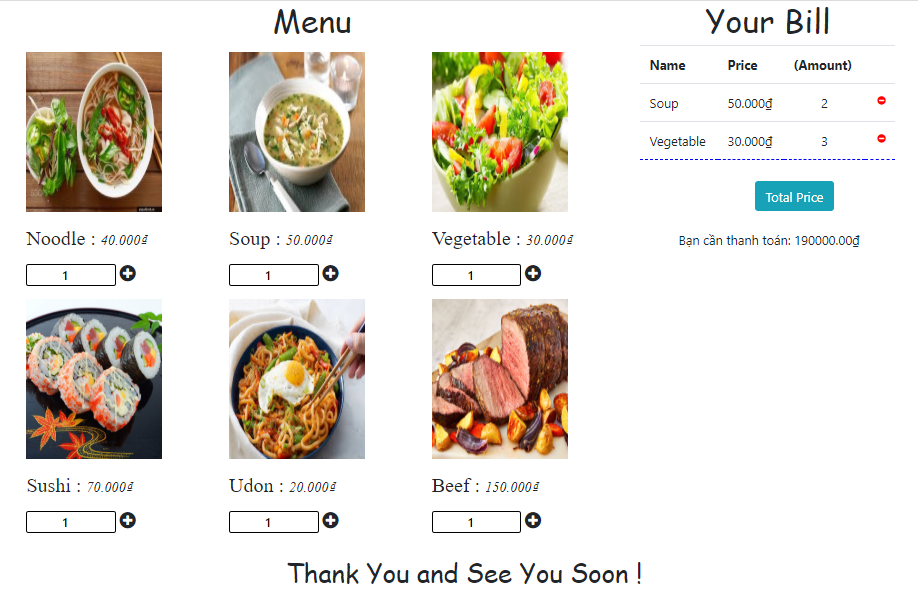 Menu
Noodle : 40.000₫
1
Soup : 50.000₫
1
Vegetable : 30.000₫
1
Sushi : 70.000₫
1
Udon : 20.000₫
1
Beef : 150.000₫
1
Your Bill
Name Price (Amount)
Soup 50.000₫ 2
Vegetable 30.000₫ 3
Total Price
Bạn cần thanh toán: 190000.00₫
Thank You and See You Soon !